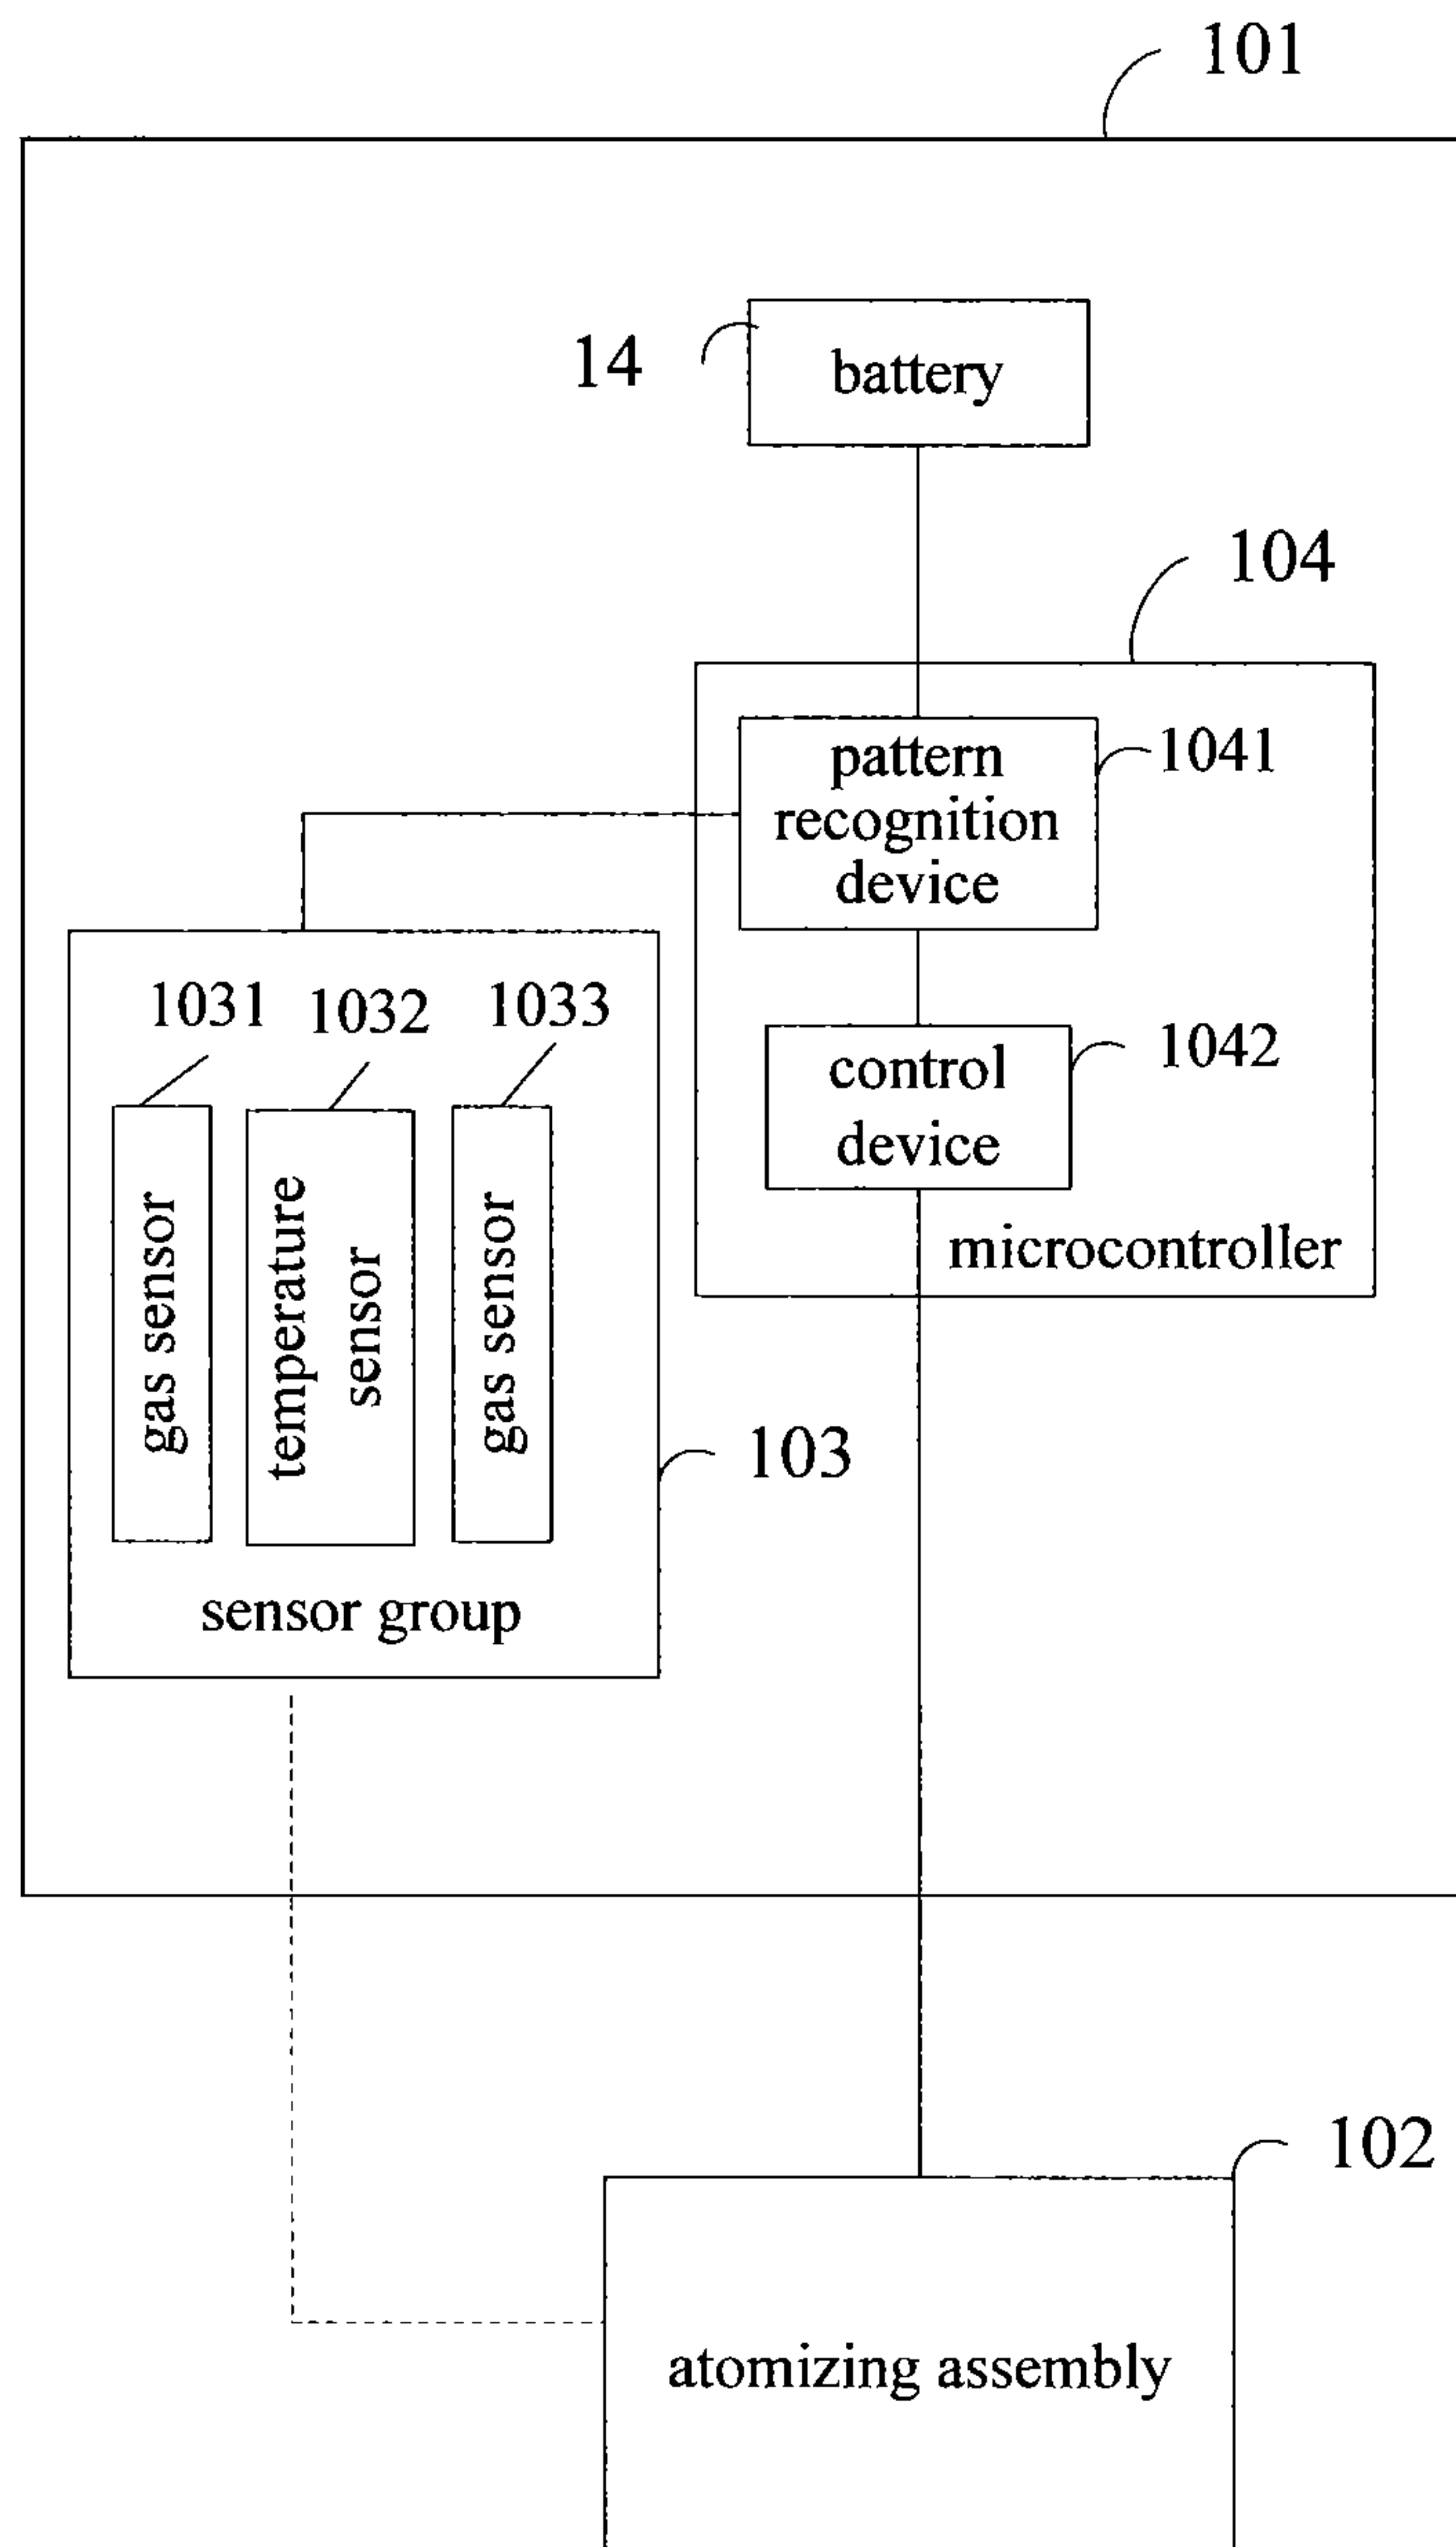 101
14
battery
104
pattern
recognition
device
1041
1031
1032
1033
control
device
1042
gas sensor
temperature
sensor
gas sensor
microcontroller
103
sensor group
102
atomizing assembly